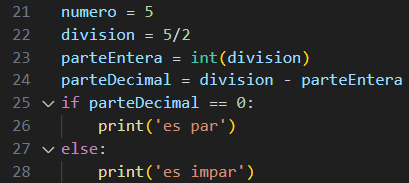 21 numero = 5
22 division = 5/2
23 parteEntera = int(division)
24 parteDecimal = division - parteEntera
25 if parteDecimal == 0:
26     print('es par')
27 else:
28     print('es impar')